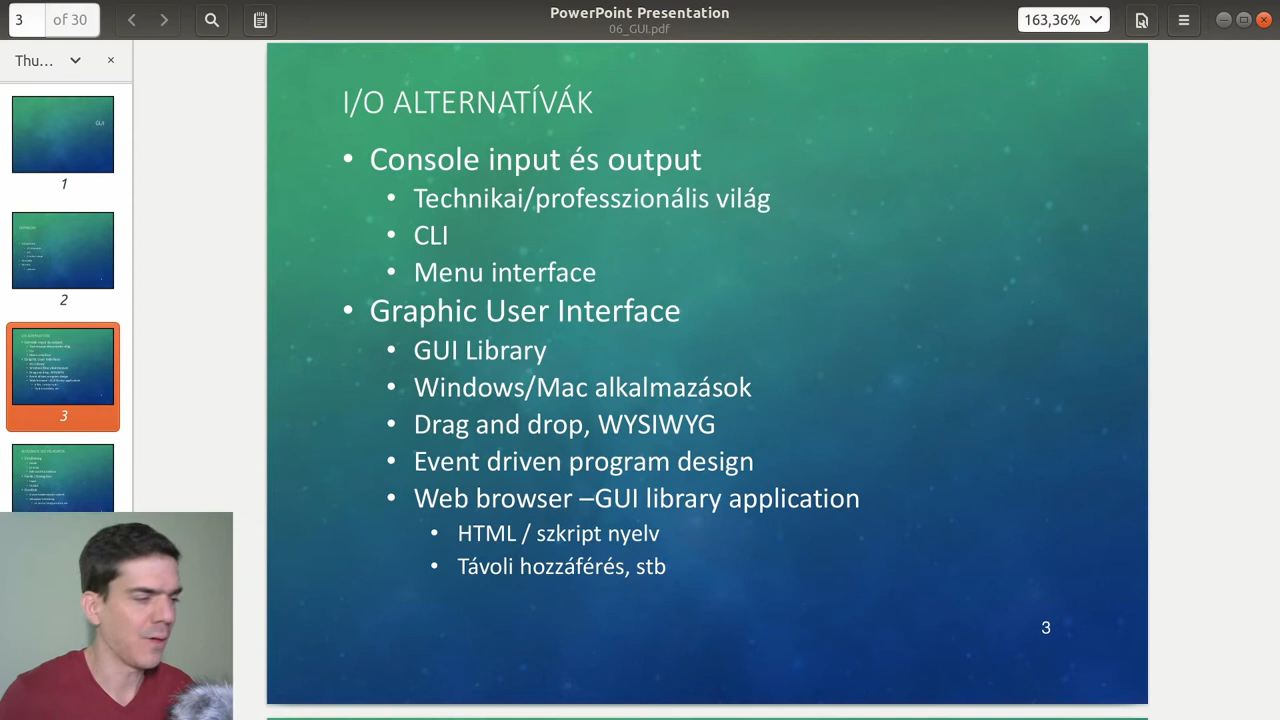 3
of 30
PowerPoint Presentation
06_GUI.pdf
163,36%
Thu...
GUI
1
2
3
I/O ALTERNATÍVÁK
• Console input és output
• Technikai/professzionális világ
• CLI
• Menu interface
• Graphic User Interface
• GUI Library
• Windows/Mac alkalmazások
• Drag and drop, WYSIWYG
• Event driven program design
• Web browser –GUI library application
• HTML / szkript nyelv
• Távoli hozzáférés, stb
3